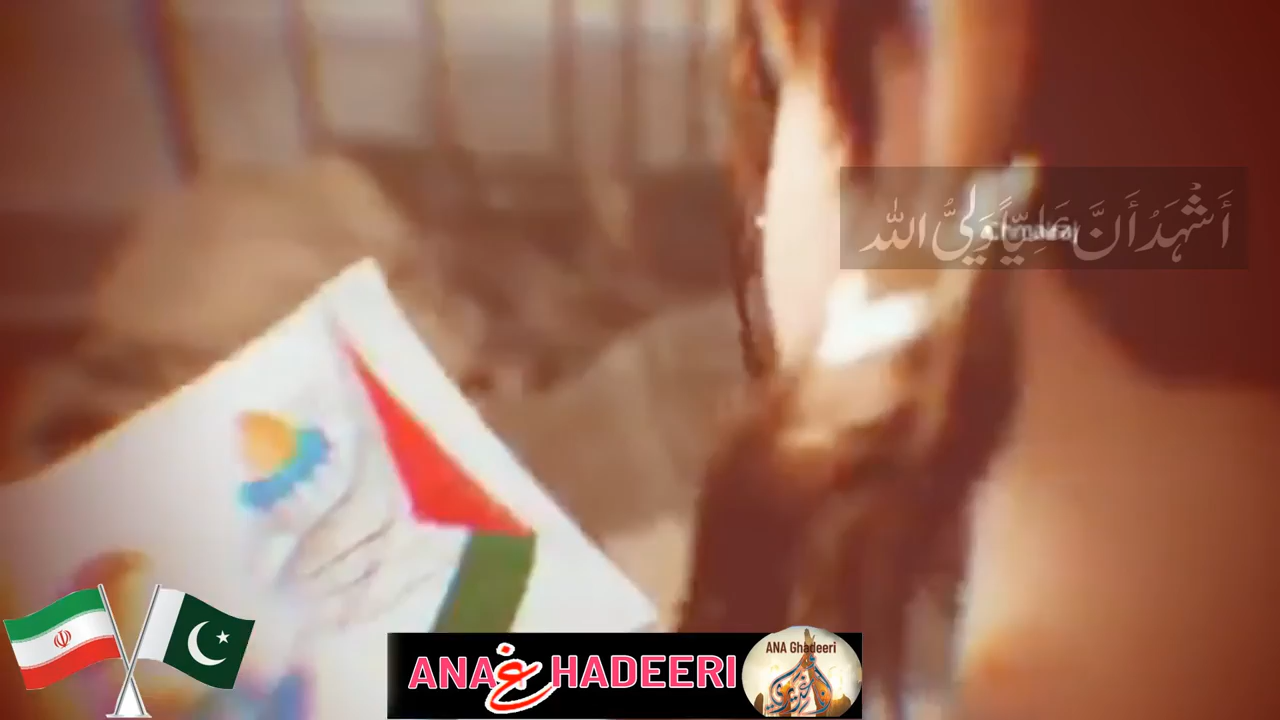 أَشْهَدُ أَنَّ عَلِيًّا وَلِيُّ الله
ANA غ HADEERI
ANA Ghadeeri